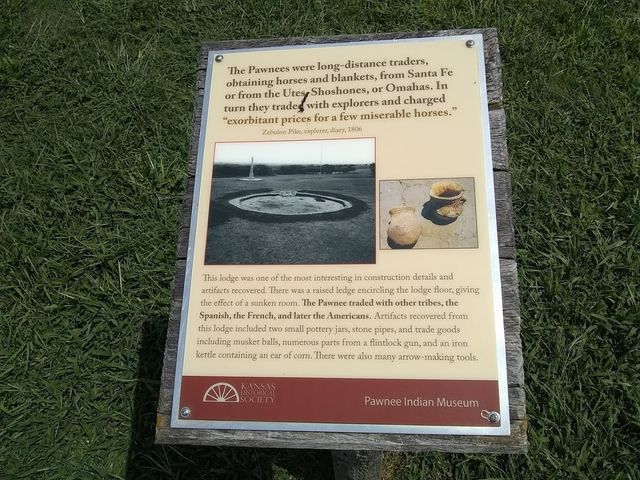 The Pawnees were long-distance traders,
obtaining horses and blankets, from Santa Fe
or from the Utes, Shoshones, or Omahas. In
turn they traded with explorers and charged
"exorbitant prices for a few miserable horses."
Zebulon Pike, explorer, diary, 1806
This lodge was one of the most interesting in construction details and
artifacts recovered. There was a raised ledge encircling the lodge floor, giving
the effect of a sunken room. The Pawnee traded with other tribes, the
Spanish, the French, and later the Americans. Artifacts recovered from
this lodge included two small pottery jars, stone pipes, and trade goods
including musket balls, numerous parts from a flintlock gun, and an iron
kettle containing an ear of corn. There were also many arrow-making tools.
KANSAS
HISTORICAL
SOCIETY
Pawnee Indian Museum